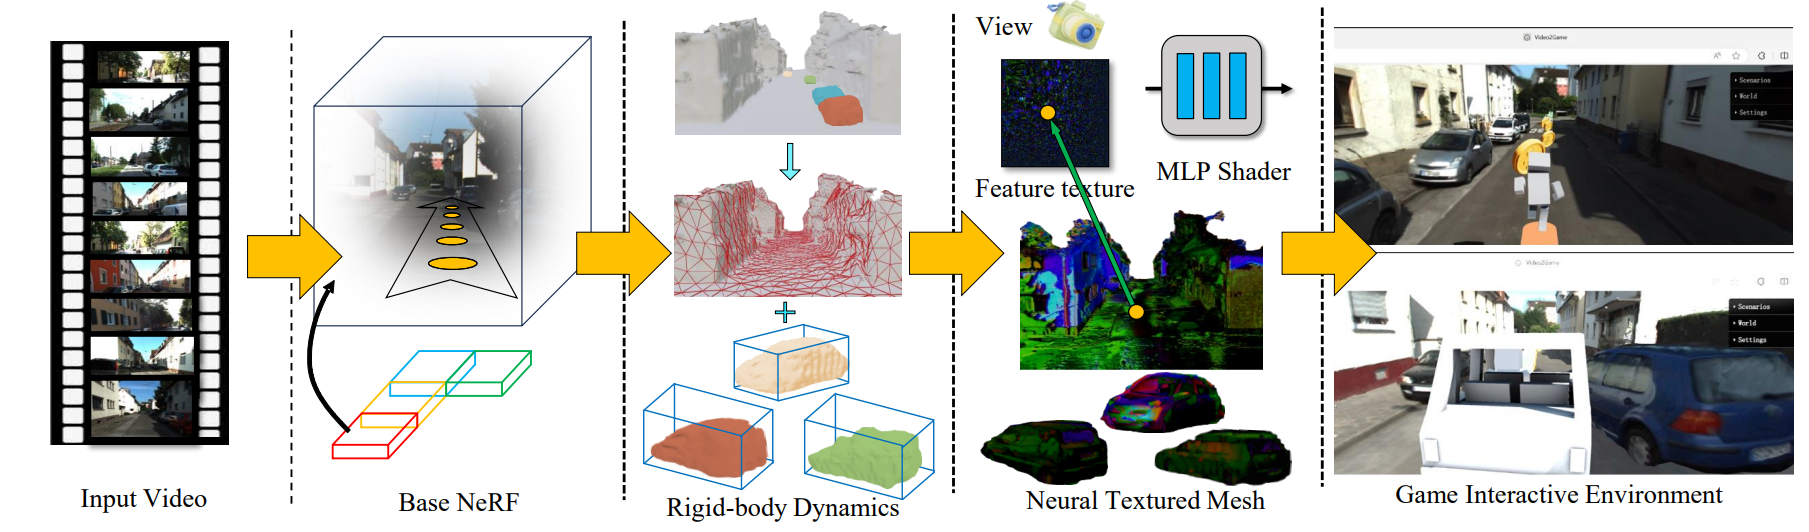 Input Video
Base NeRF
Rigid-body Dynamics
View
Feature texture
MLP Shader
Neural Textured Mesh
Video2Game
Scenarios
World
Settings
Video2Game
Scenarios
World
Settings
Game Interactive Environment